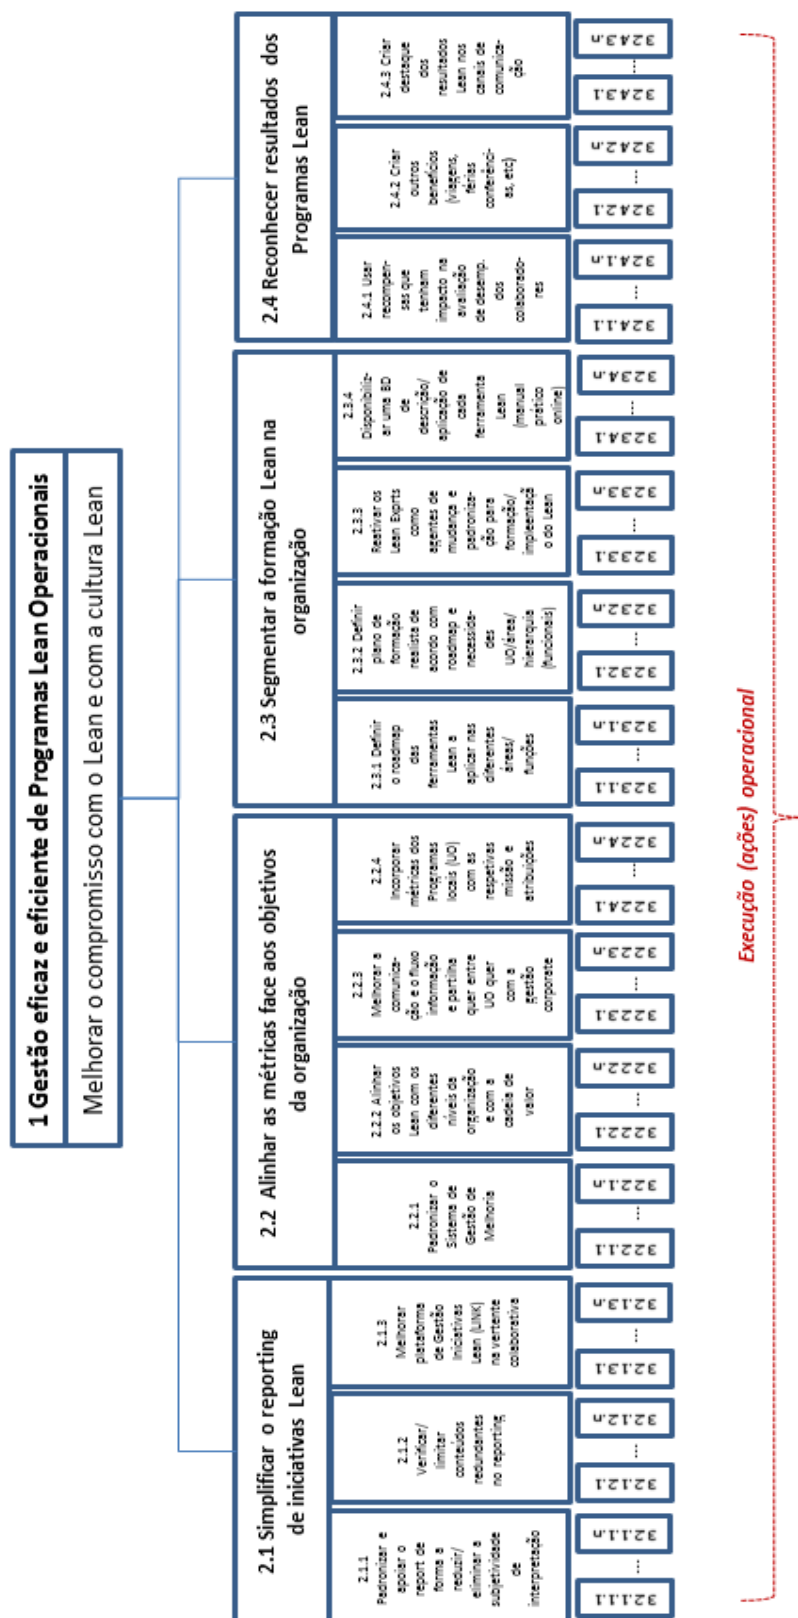 1 Gestão eficaz e eficiente de Programas Lean Operacionais
Melhorar o compromisso com o Lean e com a cultura Lean
2.1 Simplificar o reporting
de iniciativas Lean
2.1.1
Padronizar e
apoiar o
report de
forma a
reduzir/
eliminar a
subjetividade
de
interpretação
2.1.2
Verificar/
limitar
conteúdos
redundantes
no reporting
2.1.3
Melhorar
plataforma
de Gestão
Iniciativas
Lean (LINK)
na vertente
colaborativa
2.2 Alinhar as métricas face aos objetivos
da organização
2.2.1
Padronizar o
Sistema de
Gestão de
Melhoria
2.2.2 Alinhar
os objetivos
Lean com os
diferentes
níveis da
organização
e com a
cadeia de
valor
2.2.3
Melhorar a
comunica-
ção e o fluxo
informação
e partilha
quer entre
UO quer
com a
gestão
corporate
2.2.4
Incorporar
métricas dos
Programas
locais (UO)
com as
respetivas
missão e
atribuições
2.3 Segmentar a formação Lean na
organização
2.3.1 Definir
o roadmap
das
ferramentas
Lean a
aplicar nas
diferentes
áreas/
funções
2.3.2 Definir
plano de
formação
realista de
acordo com
roadmap e
necessida-
des
UO/área/
hierarquia
(funcionais)
2.3.3
Reativar os
Lean Exprts
como
agentes de
mudança e
padroniza-
ção para
formação/
impleentaçã
o do Lean
2.3.4
Disponibiliz-
ar uma BD
de
descrição/
aplicação de
cada
ferramenta
Lean
(manual
prático
online)
2.4 Reconhecer resultados dos
Programas Lean
2.4.1 Usar
recompen-
sas que
tenham
impacto na
avaliação
de desemp.
dos
colaborado-
res
2.4.2 Criar
outros
benefícios
(viagens,
férias
conferênci-
as, etc)
2.4.3 Criar
destaque
dos
resultados
Lean nos
canais de
comunica-
ção
3.2.1.1.1
....
3.2.1.1.n
3.2.1.2.1
....
3.2.1.2.n
3.2.1.3.1
....
3.2.1.3.n
3.2.2.1.1
....
3.2.2.1.n
3.2.2.2.1
....
3.2.2.2.n
3.2.2.3.1
....
3.2.2.3.n
3.2.2.4.1
....
3.2.2.4.n
3.2.3.1.1
....
3.2.3.1.n
3.2.3.2.1
....
3.2.3.2.n
3.2.3.3.1
....
3.2.3.3.n
3.2.3.4.1
....
3.2.3.4.n
3.2.4.1.1
....
3.2.4.1.n
3.2.4.2.1
....
3.2.4.2.n
3.2.4.3.1
....
3.2.4.3.n
Execução (ações) operacional